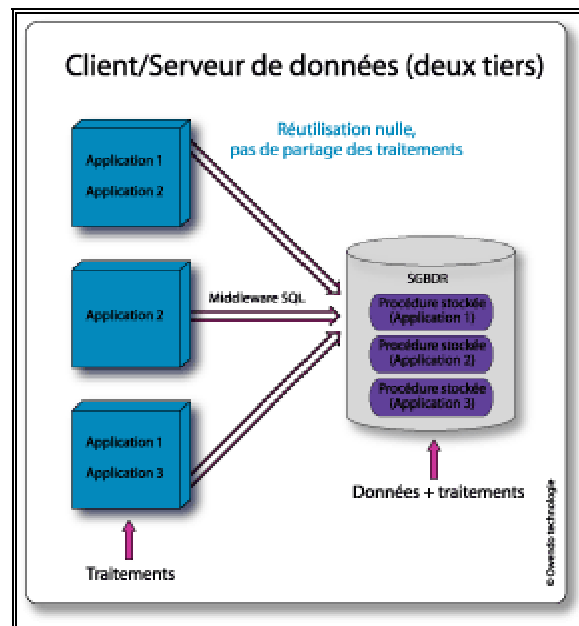 Client/Serveur de données (deux tiers)
Réutilisation nulle,
pas de partage des traitements
Application 1
Application 2
Application 2
Application 1
Application 3
Middleware SQL
SGBDR
Procédure stockée
(Application 1)
Procédure stockée
(Application 2)
Procédure stockée
(Application 3)
Traitements
Données + traitements
© Owendo technologie